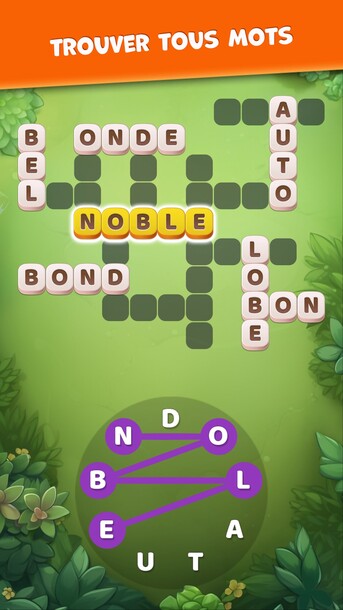 TROUVER TOUS MOTS
AUTO
BEL
ONDE
NOBLE
BOND
LOBE
BON
D
N O
B L
E A
U T